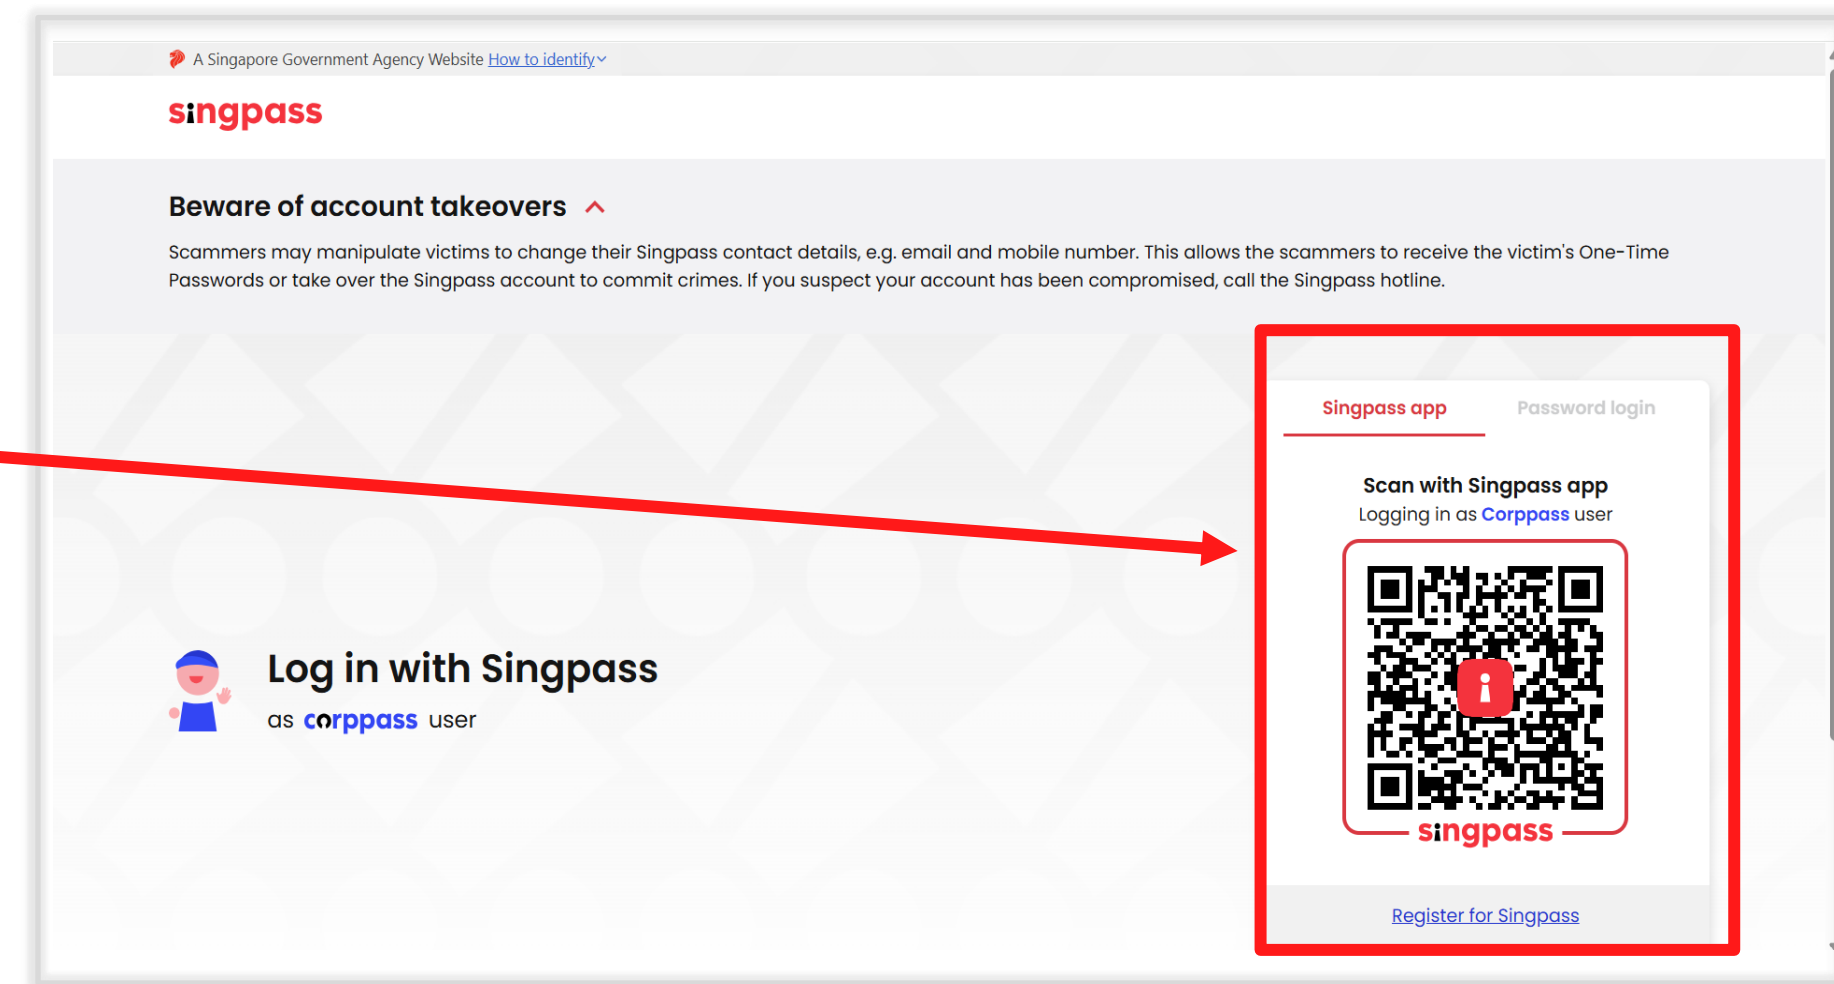 A Singapore Government Agency Website How to identify
singpass
Beware of account takeovers
Scammers may manipulate victims to change their Singpass contact details, e.g. email and mobile number. This allows the scammers to receive the victim's One-Time
Passwords or take over the Singpass account to commit crimes. If you suspect your account has been compromised, call the Singpass hotline.
Singpass app
Password login
Scan with Singpass app
Logging in as Corppass user
singpass
Register for Singpass
Log in with Singpass
as corppass user